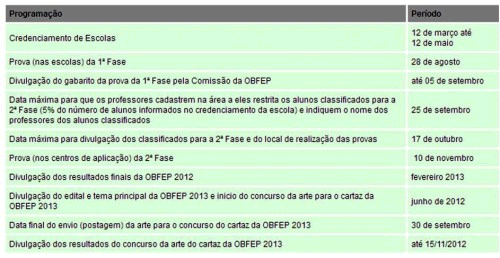 Programação Período
Credenciamento de Escolas 12 de março até
12 de maio
Prova (nas escolas) da 1ª Fase 28 de agosto
Divulgação do gabarito da prova da 1ª Fase pela Comissão da OBFEP até 05 de setembro
Data máxima para que os professores cadastrem na área a eles restrita os alunos classificados para a
2ª Fase (5% do número de alunos informados no credenciamento da escola) e indiquem o nome dos 25 de setembro
professores dos alunos classificados
Data máxima para divulgação dos classificados para a 2ª Fase e do local de realização das provas 17 de outubro
Prova (nos centros de aplicação) da 2ª Fase 10 de novembro
Divulgação dos resultados finais da OBFEP 2012 fevereiro 2013
Divulgação do edital e tema principal da OBFEP 2013 e inicio do concurso da arte para o cartaz da
OBFEP 2013 junho de 2012
Data final do envio (postagem) da arte para o concurso do cartaz da OBFEP 2013 30 de setembro
Divulgação dos resultados do concurso da arte do cartaz da OBFEP 2013 até 15/11/2012